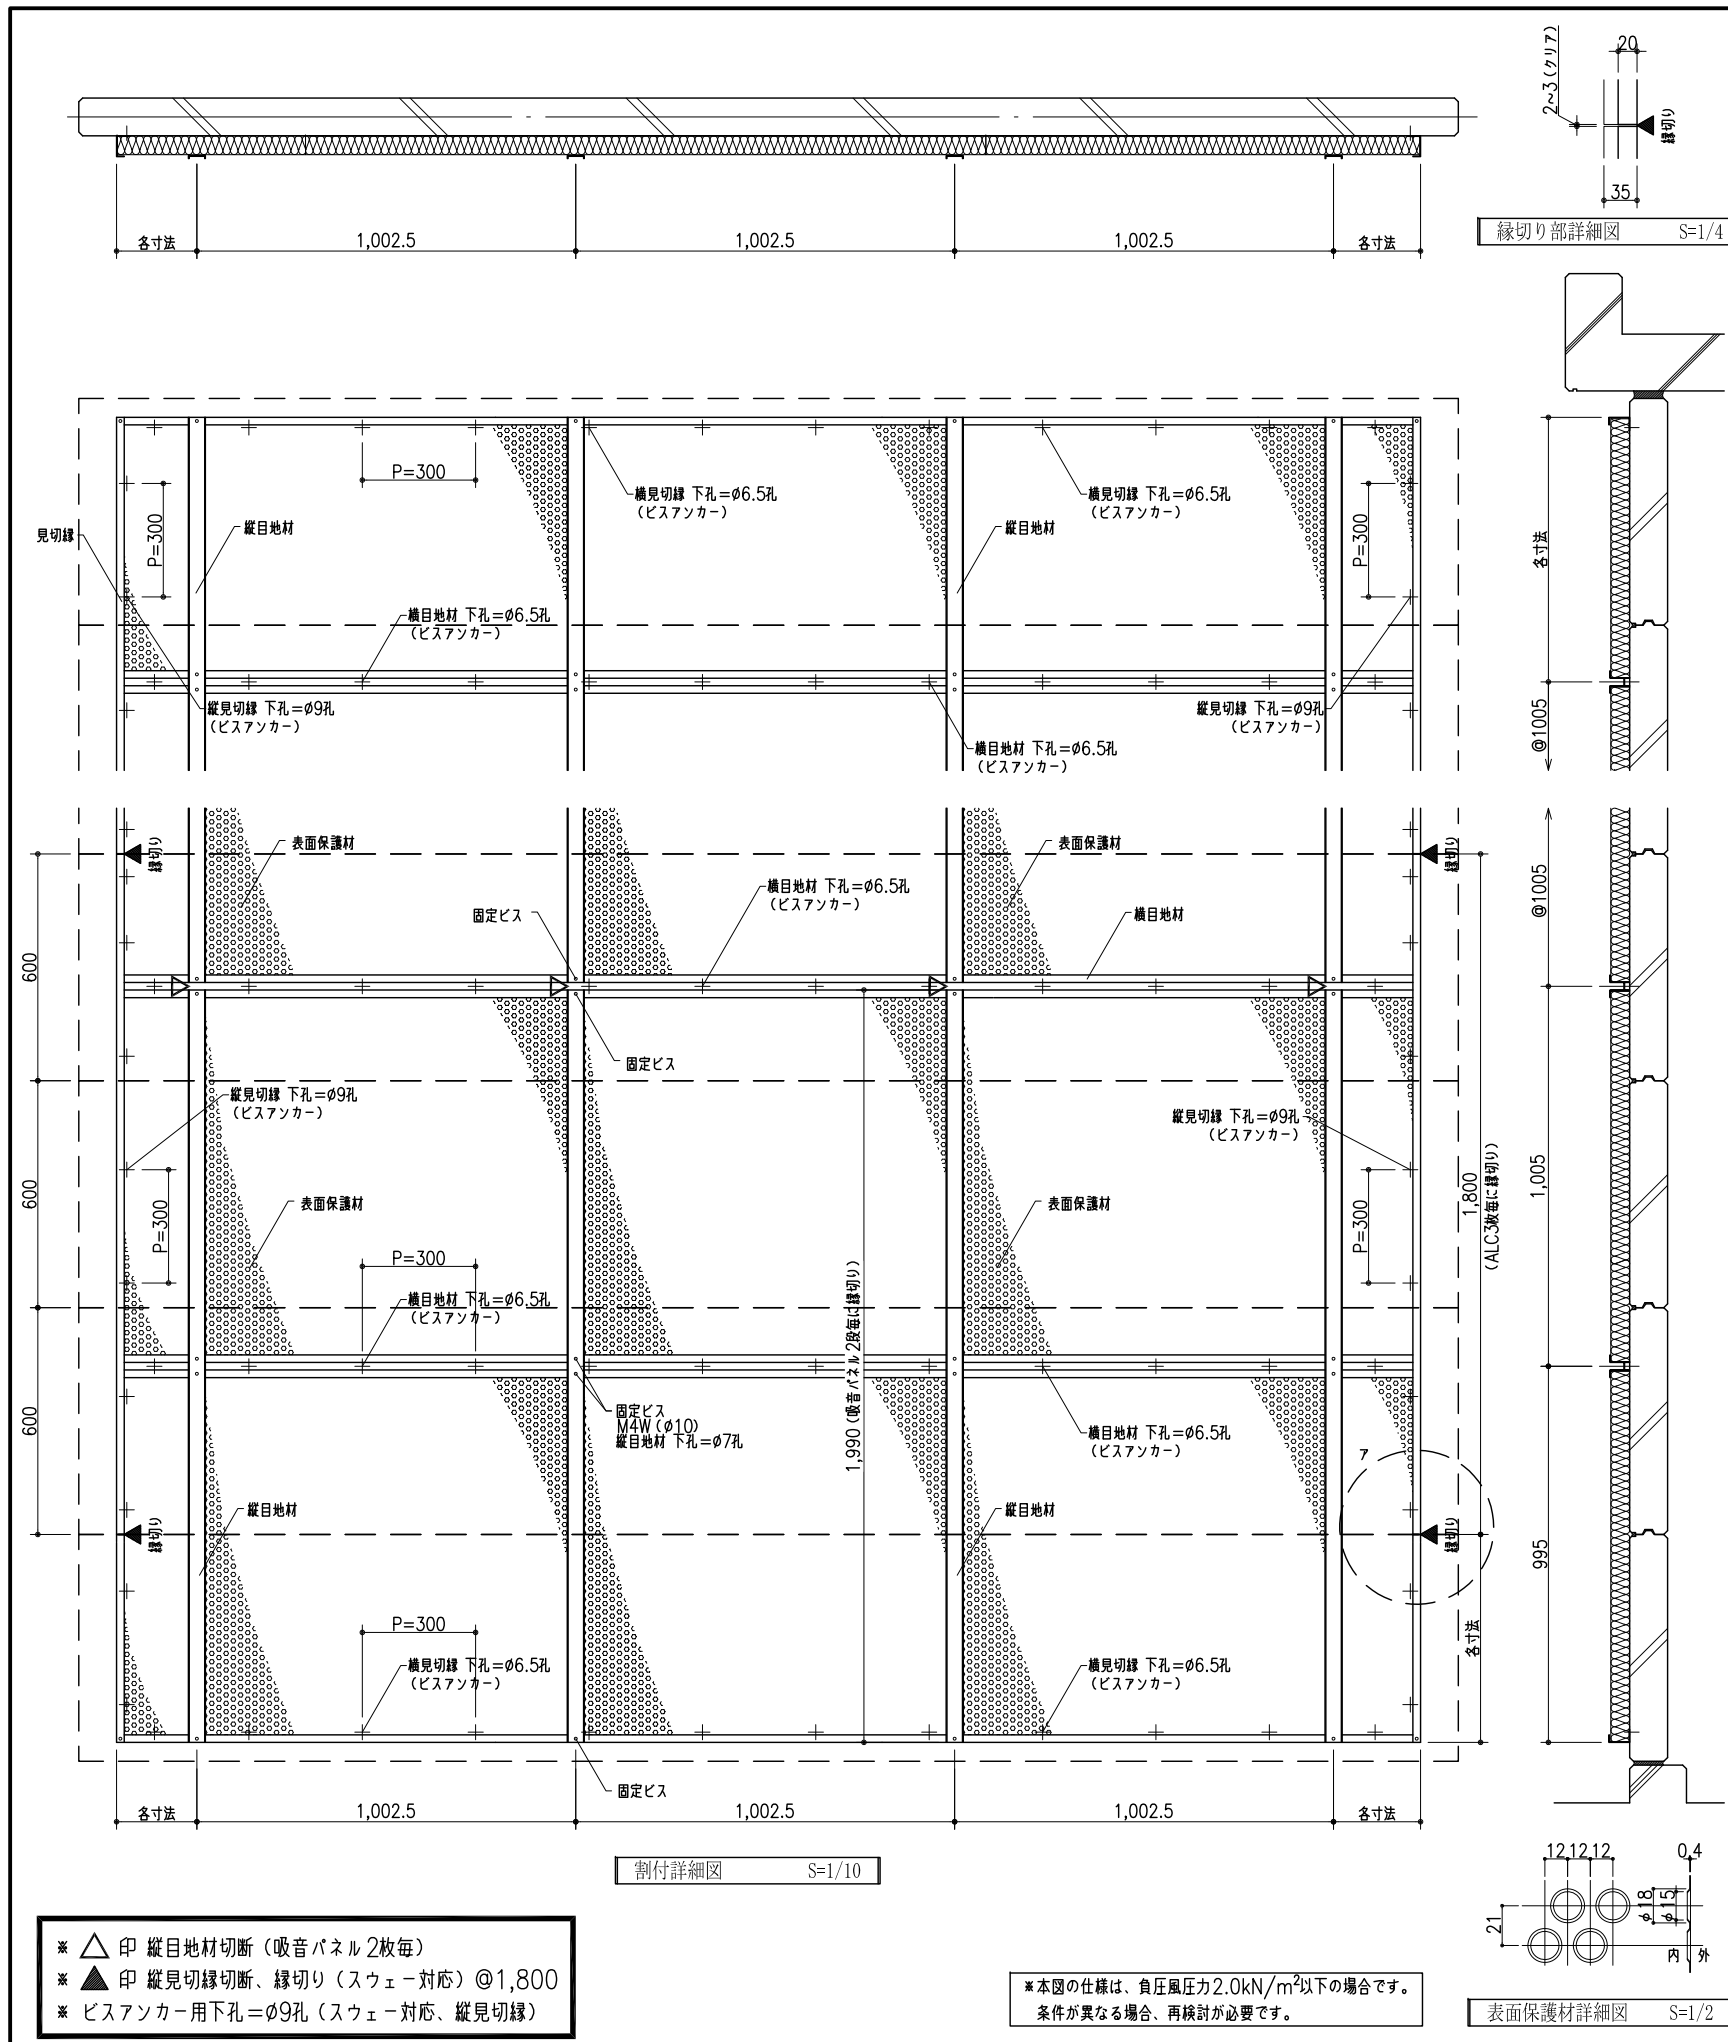 20
2~3(クリア)
縁切り
35
縁切り部詳細図 S=1/4
各寸法 1,002.5 1,002.5 1,002.5 各寸法
P=300
横見切縁 下孔=φ6.5孔
(ビスアンカー)
横見切縁 下孔=φ6.5孔
(ビスアンカー)
見切縁
P=300
縦目地材
縦目地材
P=300
各寸法
横目地材 下孔=φ6.5孔
(ビスアンカー)
縦見切縁 下孔=φ9孔
(ビスアンカー)
縦見切縁 下孔=φ9孔
(ビスアンカー)
横目地材 下孔=φ6.5孔
(ビスアンカー)
@1005
縁切り
表面保護材
表面保護材
縁切り
横目地材 下孔=φ6.5孔
(ビスアンカー)
固定ビス
横目地材
@1005
600
固定ビス
縦見切縁 下孔=φ9孔
(ビスアンカー)
縦見切縁 下孔=φ9孔
(ビスアンカー)
600
P=300
表面保護材
表面保護材
P=300
1,800
(ALC3枚毎に縁切り)
1,005
P=300
横目地材 下孔=φ6.5孔
(ビスアンカー)
1,990(吸音パネル2段毎に縁切り)
600
固定ビス
M4W(φ10)
縦目地材 下孔=φ7孔
横目地材 下孔=φ6.5孔
(ビスアンカー)
ア
縁切り
縦目地材
縦目地材
縁切り
995
P=300
各寸法
横見切縁 下孔=φ6.5孔
(ビスアンカー)
横見切縁 下孔=φ6.5孔
(ビスアンカー)
固定ビス
各寸法 1,002.5 1,002.5 1,002.5 各寸法
割付詳細図 S=1/10
12 12 12 0.4
φ18
φ15
21
内 外
表面保護材詳細図 S=1/2
※ △ 印 縦目地材切断(吸音パネル2枚毎)
※ ▲ 印 縦見切縁切断、縁切り(スウェー対応)@1,800
※ ビスアンカー用下孔=φ9孔(スウェー対応、縦見切縁)
※本図の仕様は、負圧風圧力2.0kN/m²以下の場合です。
条件が異なる場合、再検討が必要です。